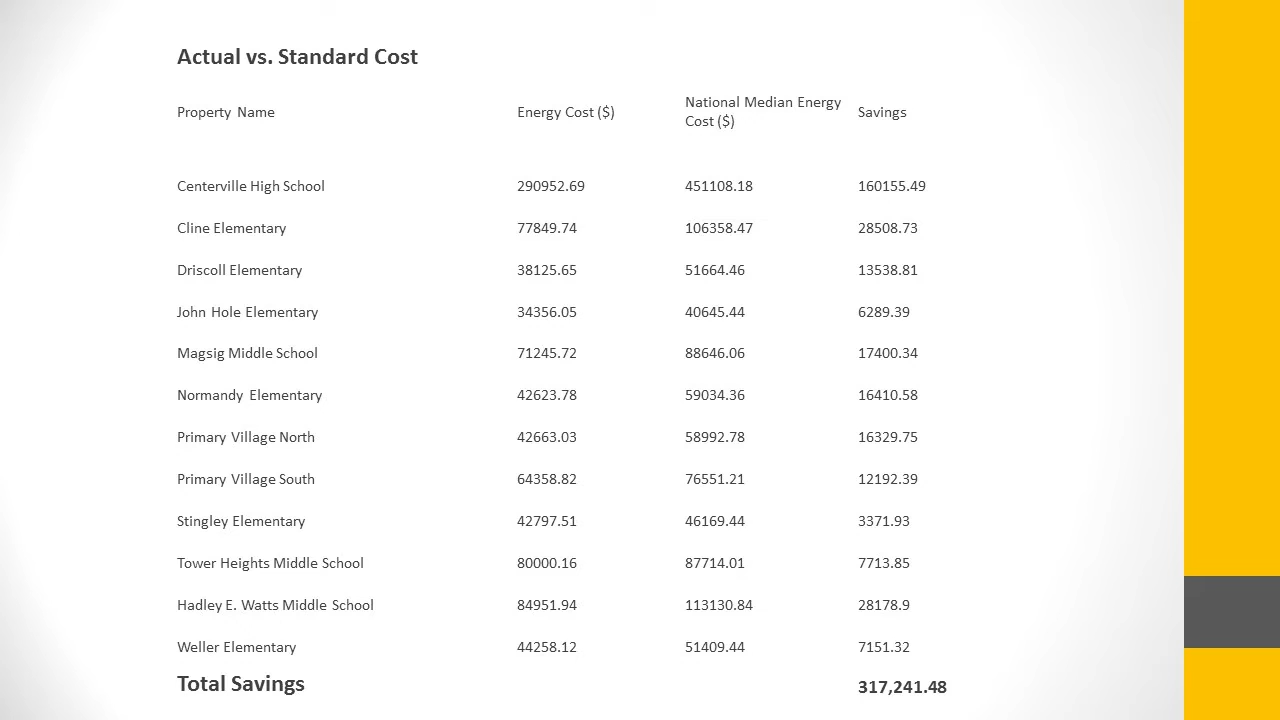 Actual vs. Standard Cost
Property Name Energy Cost ($) National Median Energy Cost ($) Savings
Centerville High School 290952.69 451108.18 160155.49
Cline Elementary 77849.74 106358.47 28508.73
Driscoll Elementary 38125.65 51664.46 13538.81
John Hole Elementary 34356.05 40645.44 6289.39
Magsig Middle School 71245.72 88646.06 17400.34
Normandy Elementary 42623.78 59034.36 16410.58
Primary Village North 42663.03 58992.78 16329.75
Primary Village South 64358.82 76551.21 12192.39
Stingley Elementary 42797.51 46169.44 3371.93
Tower Heights Middle School 80000.16 87714.01 7713.85
Hadley E. Watts Middle School 84951.94 113130.84 28178.9
Weller Elementary 44258.12 51409.44 7151.32
Total Savings 317,241.48